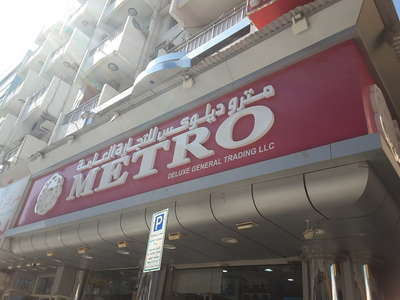 مترو ديلوكس للتجارة العامة
METRO
DELUXE GENERAL TRADING LLC
P